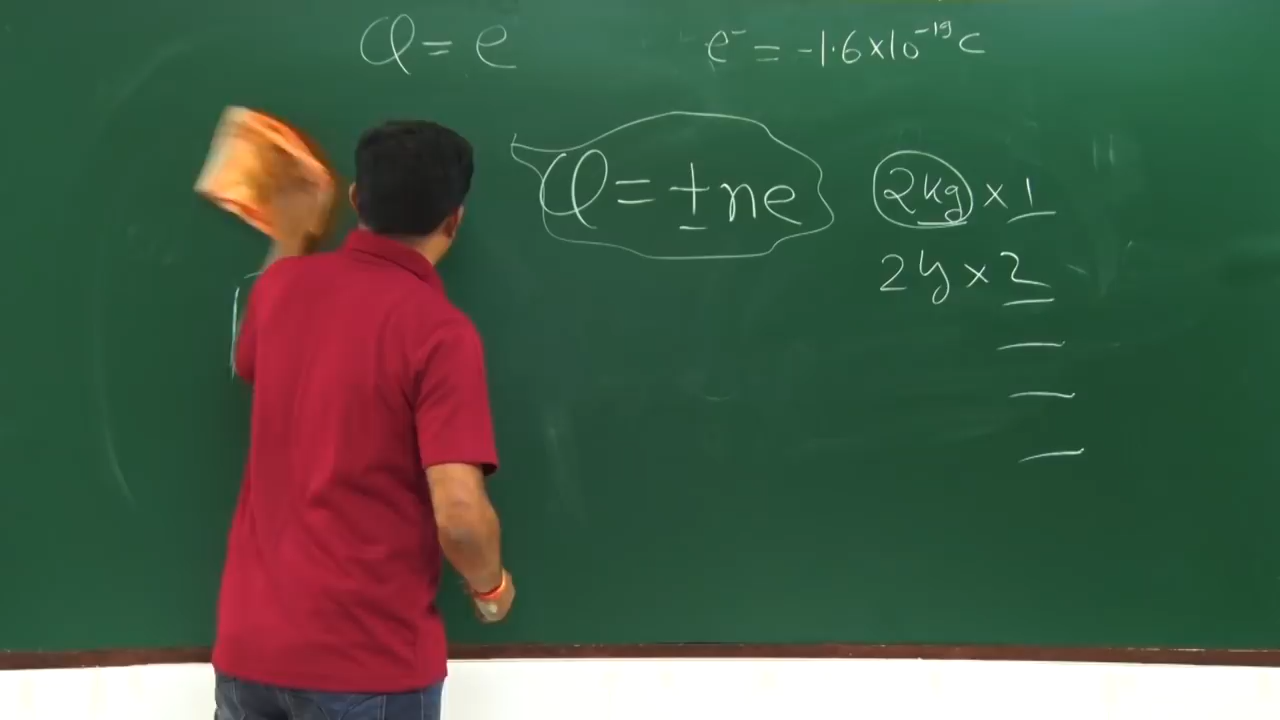 Q = e
e⁻ = -1.6×10⁻¹⁹ C
Q = ±ne
2kg × 1
2y × 2